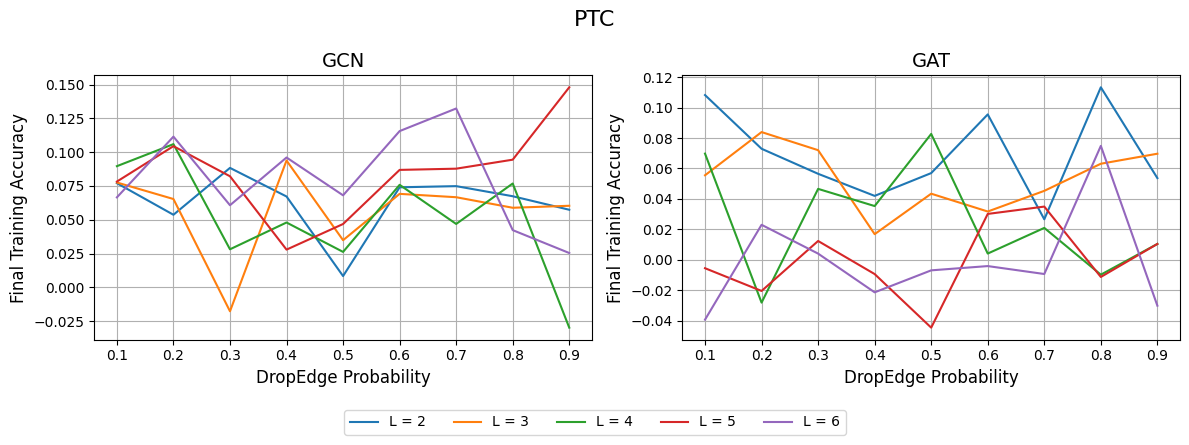 PTC
GCN
GAT
Final Training Accuracy
0.150
0.125
0.100
0.075
0.050
0.025
0.000
−0.025
0.1 0.2 0.3 0.4 0.5 0.6 0.7 0.8 0.9
DropEdge Probability
Final Training Accuracy
0.12
0.10
0.08
0.06
0.04
0.02
0.00
−0.02
−0.04
0.1 0.2 0.3 0.4 0.5 0.6 0.7 0.8 0.9
DropEdge Probability
L = 2 L = 3 L = 4 L = 5 L = 6